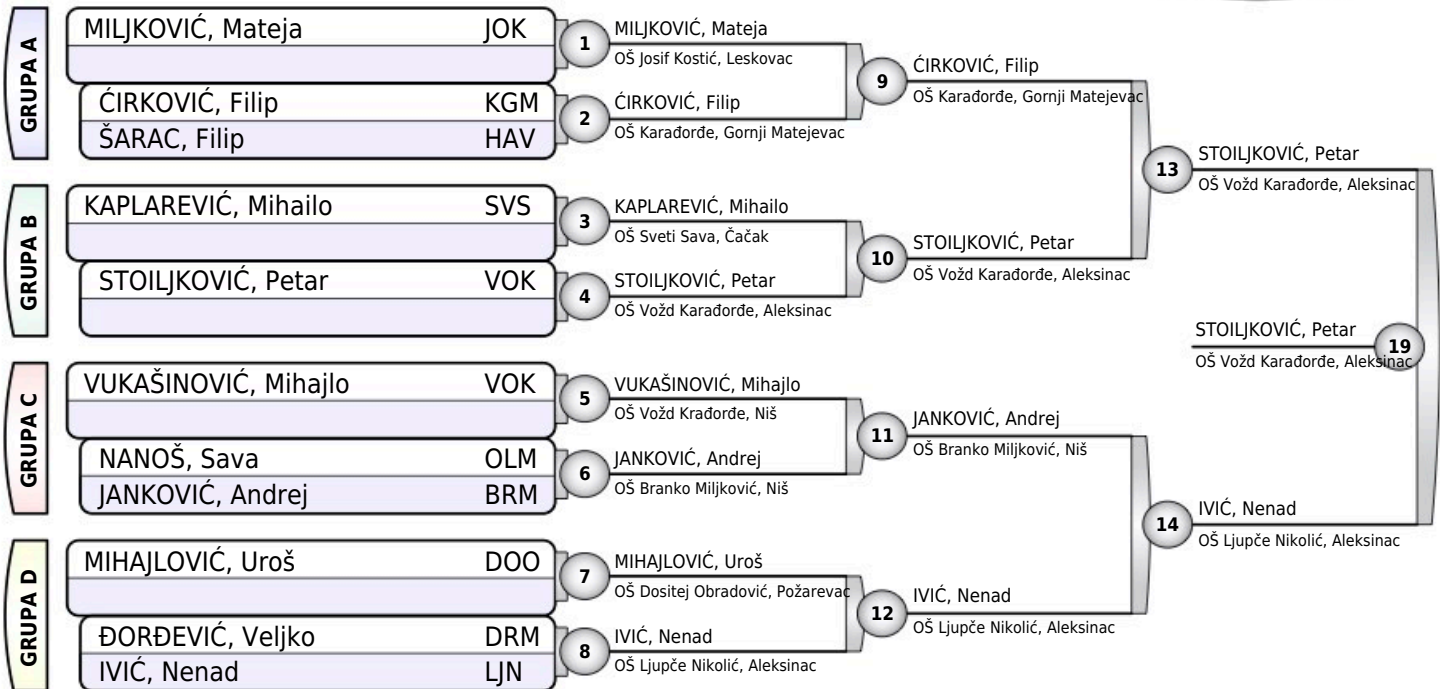 GRUPA A
MILJKOVIĆ, Mateja JOK
ĆIRKOVIĆ, Filip KGM
ŠARAC, Filip HAV
GRUPA B
KAPLAREVIĆ, Mihailo SVS
STOILJKOVIĆ, Petar VOK
GRUPA C
VUKAŠINOVIĆ, Mihajlo VOK
NANOŠ, Sava OLM
JANKOVIĆ, Andrej BRM
GRUPA D
MIHAJLOVIĆ, Uroš DOO
ĐORĐEVIĆ, Veljko DRM
IVIĆ, Nenad LJN
1
MILJKOVIĆ, Mateja
OŠ Josif Kostić, Leskovac
2
ĆIRKOVIĆ, Filip
OŠ Karađorđe, Gornji Matejevac
3
KAPLAREVIĆ, Mihailo
OŠ Sveti Sava, Čačak
4
STOILJKOVIĆ, Petar
OŠ Vožd Karađorđe, Aleksinac
5
VUKAŠINOVIĆ, Mihajlo
OŠ Vožd Krađorđe, Niš
6
JANKOVIĆ, Andrej
OŠ Branko Miljković, Niš
7
MIHAJLOVIĆ, Uroš
OŠ Dositej Obradović, Požarevac
8
IVIĆ, Nenad
OŠ Ljupče Nikolić, Aleksinac
9
ĆIRKOVIĆ, Filip
OŠ Karađorđe, Gornji Matejevac
10
STOILJKOVIĆ, Petar
OŠ Vožd Karađorđe, Aleksinac
11
JANKOVIĆ, Andrej
OŠ Branko Miljković, Niš
12
IVIĆ, Nenad
OŠ Ljupče Nikolić, Aleksinac
13
STOILJKOVIĆ, Petar
OŠ Vožd Karađorđe, Aleksinac
14
IVIĆ, Nenad
OŠ Ljupče Nikolić, Aleksinac
STOILJKOVIĆ, Petar
19
OŠ Vožd Karađorđe, Aleksinac